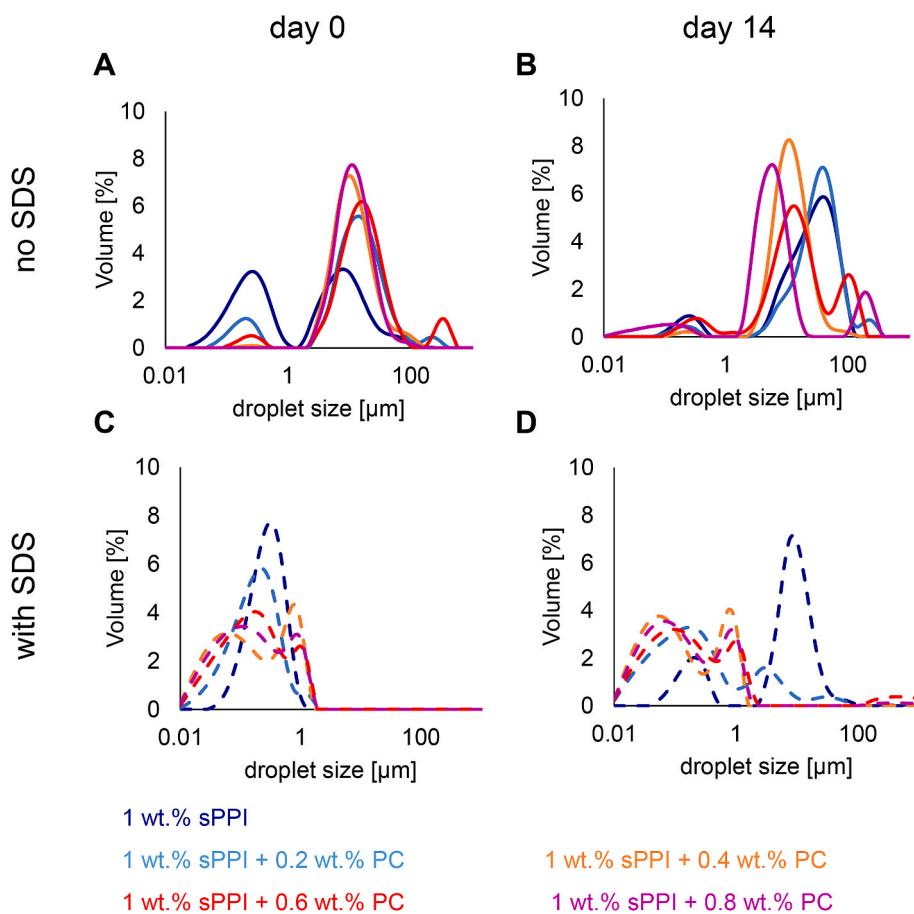 day 0
day 14
no SDS
with SDS
A
Volume [%]
10
8
6
4
2
0
0.01 1 100
droplet size [µm]
B
Volume [%]
10
8
6
4
2
0
0.01 1 100
droplet size [µm]
C
Volume [%]
10
8
6
4
2
0
0.01 1 100
droplet size [µm]
D
Volume [%]
10
8
6
4
2
0
0.01 1 100
droplet size [µm]
1 wt.% sPPI
1 wt.% sPPI + 0.2 wt.% PC
1 wt.% sPPI + 0.4 wt.% PC
1 wt.% sPPI + 0.6 wt.% PC
1 wt.% sPPI + 0.8 wt.% PC